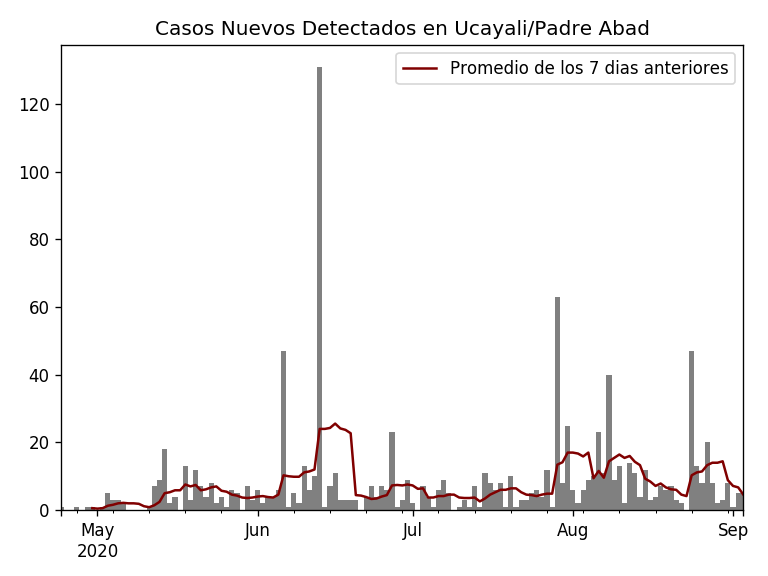 Casos Nuevos Detectados en Ucayali/Padre Abad
Promedio de los 7 dias anteriores
120
100
80
60
40
20
0
May Jun Jul Aug Sep
2020